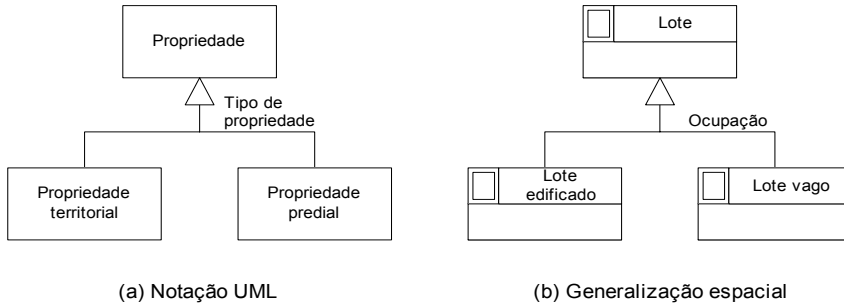 Propriedade
Tipo de
propriedade
Propriedade
territorial
Propriedade
predial
(a) Notação UML
Lote
Ocupação
Lote
edificado
Lote vago
(b) Generalização espacial